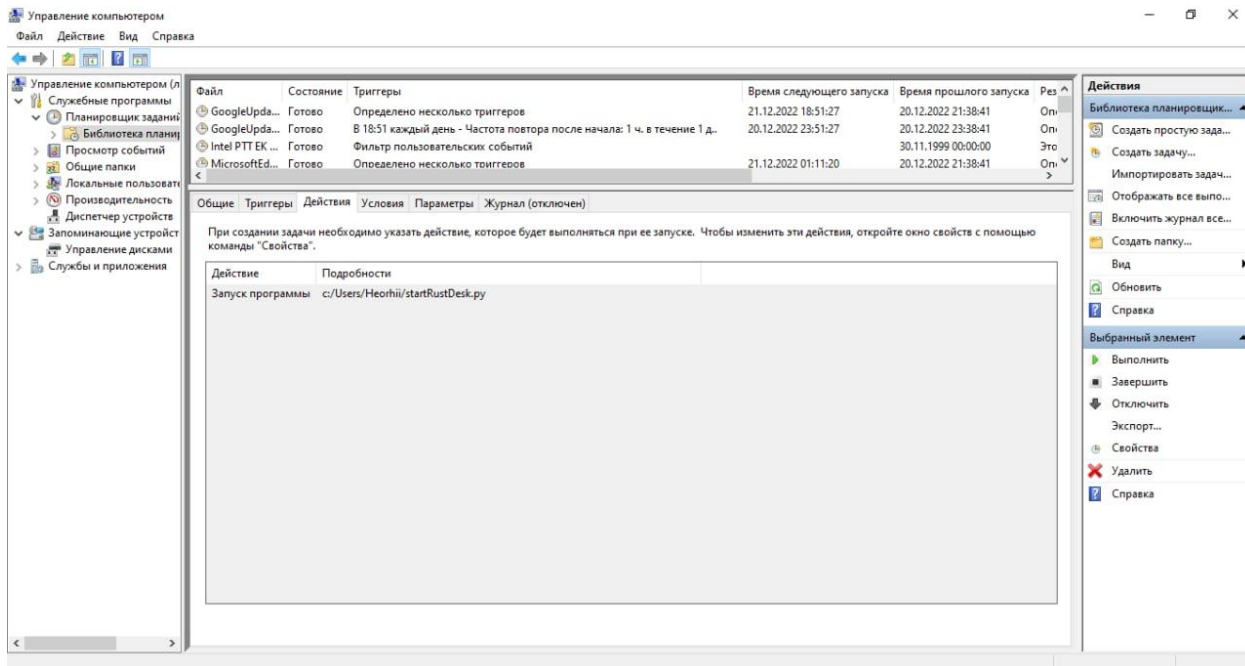 Управление компьютером
Файл Действие Вид Справка
Управление компьютером (л
Служебные программы
Планировщик заданий
Библиотека планир
Просмотр событий
Общие папки
Локальные пользовате
Производительность
Диспетчер устройств
Запоминающие устройст
Управление дисками
Службы и приложения
Файл Состояние Триггеры Время следующего запуска Время прошлого запуска Рез
GoogleUpda... Готово Определено несколько триггеров 21.12.2022 18:51:27 20.12.2022 21:38:41 Опе
GoogleUpda... Готово В 18:51 каждый день - Частота повтора после начала: 1 ч. в течение 1 д.. 20.12.2022 23:51:27 20.12.2022 23:38:41 Опе
Intel PTT EK ... Готово Фильтр пользовательских событий 30.11.1999 00:00:00 Это
MicrosoftEd... Готово Определено несколько триггеров 21.12.2022 01:11:20 20.12.2022 21:38:41 Опе
Общие Триггеры Действия Условия Параметры Журнал (отключен)
При создании задачи необходимо указать действие, которое будет выполняться при ее запуске. Чтобы изменить эти действия, откройте окно свойств с помощью
команды "Свойства".
Действие Подробности
Запуск программы c:/Users/Heorhii/startRustDesk.py
Действия
Библиотека планировщик...
Создать простую зада...
Создать задачу...
Импортировать задач...
Отображать все выпо...
Включить журнал все...
Создать папку...
Вид
Обновить
Справка
Выбранный элемент
Выполнить
Завершить
Отключить
Экспорт...
Свойства
Удалить
Справка